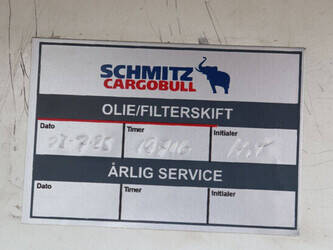 SCHMITZ
CARGOBULL
OLIE/FILTERSKIFT
Dato Timer Initialer
ÅRLIG SERVICE
Dato Timer Initialer